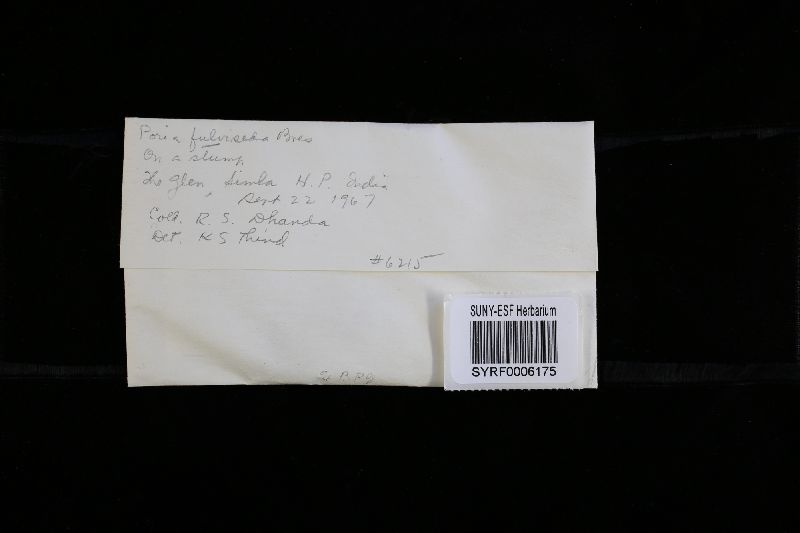 Poria fulviseda Bres
On a stump
The Glen, Simla H.P. India
Sept 22 1967
Coll. R. S. Dhanda
Det. K S Thind
#6215
SUNY-ESF Herbarium
SYRF0006175